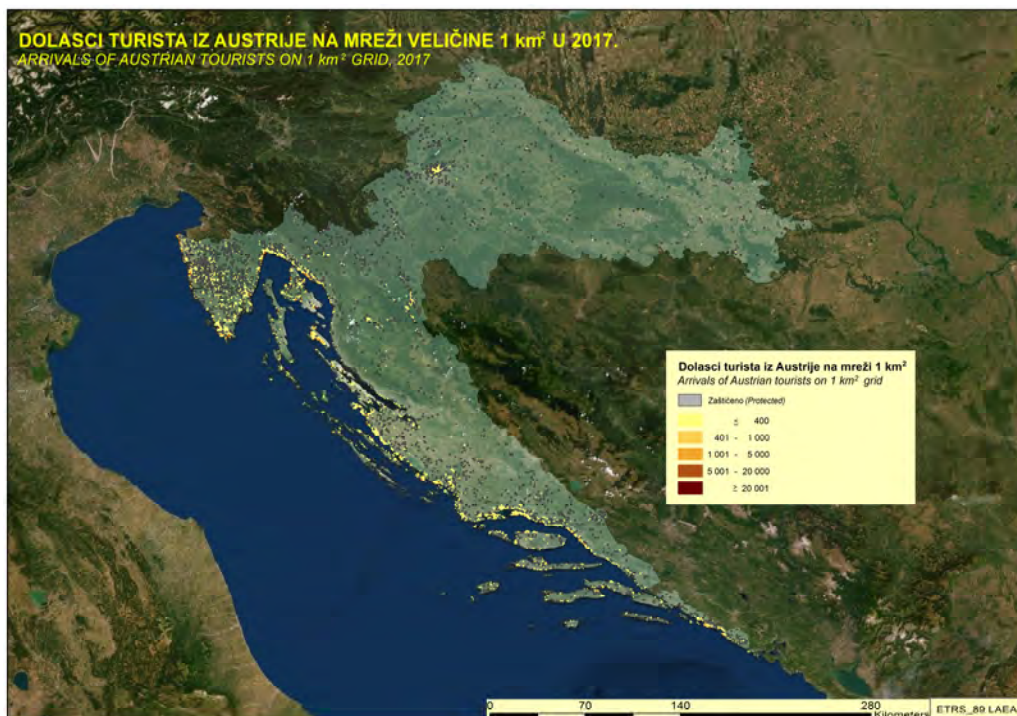 DOLASCI TURISTA IZ AUSTRIJE NA MREŽI VELIČINE 1 km² U 2017.
ARRIVALS OF AUSTRIAN TOURISTS ON 1 km² GRID, 2017
Dolasci turista iz Austrije na mreži 1 km²
Arrivals of Austrian tourists on 1 km² grid
Zaštićeno (Protected)
≤ 400
401 - 1 000
1 001 - 5 000
5 001 - 20 000
≥ 20 001
0 70 140 280
Kilometers
ETRS_89 LAEA